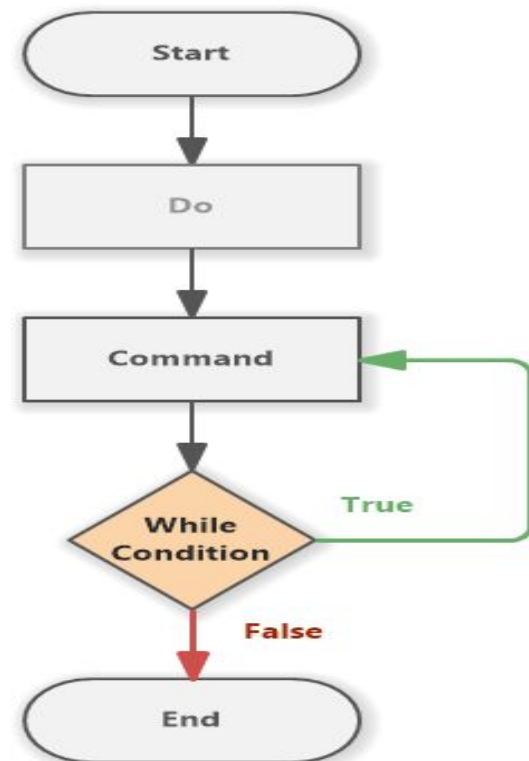 Start
Do
Command
While
Condition
True
False
End